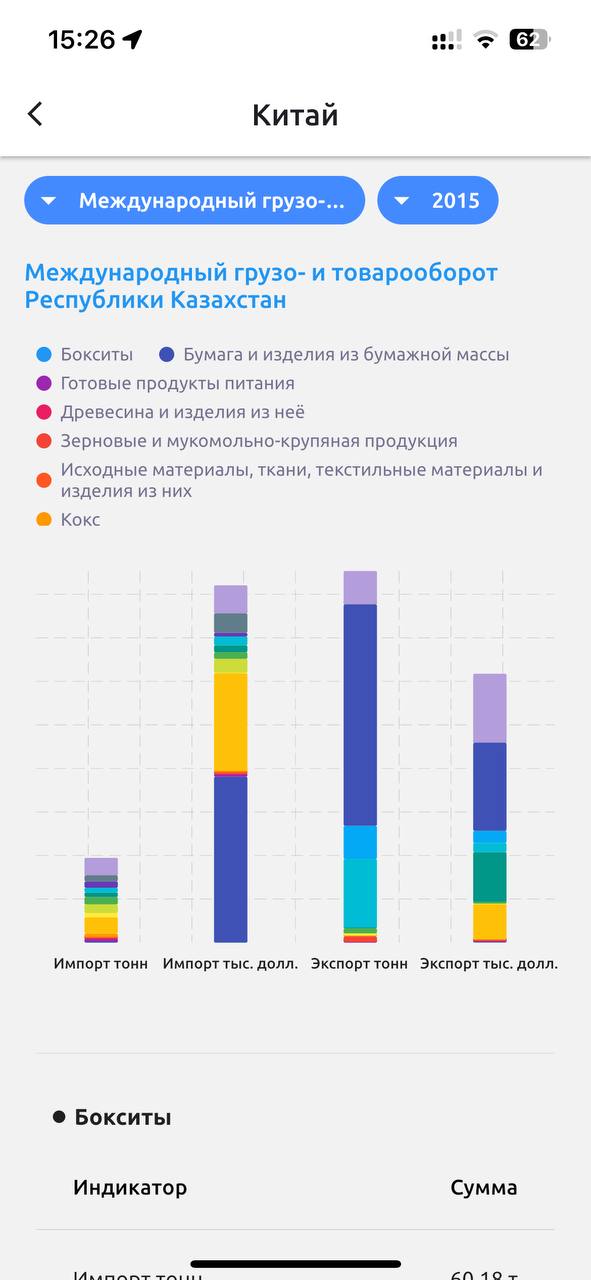 15:26
62
Китай
Международный грузо-...
2015
Международный грузо- и товарооборот
Республики Казахстан
Бокситы
Бумага и изделия из бумажной массы
Готовые продукты питания
Древесина и изделия из неё
Зерновые и мукомольно-крупяная продукция
Исходные материалы, ткани, текстильные материалы и
изделия из них
Кокс
Импорт тонн
Импорт тыс. долл.
Экспорт тонн
Экспорт тыс. долл.
Бокситы
Индикатор
Сумма
Импорт тонн
60.18 т